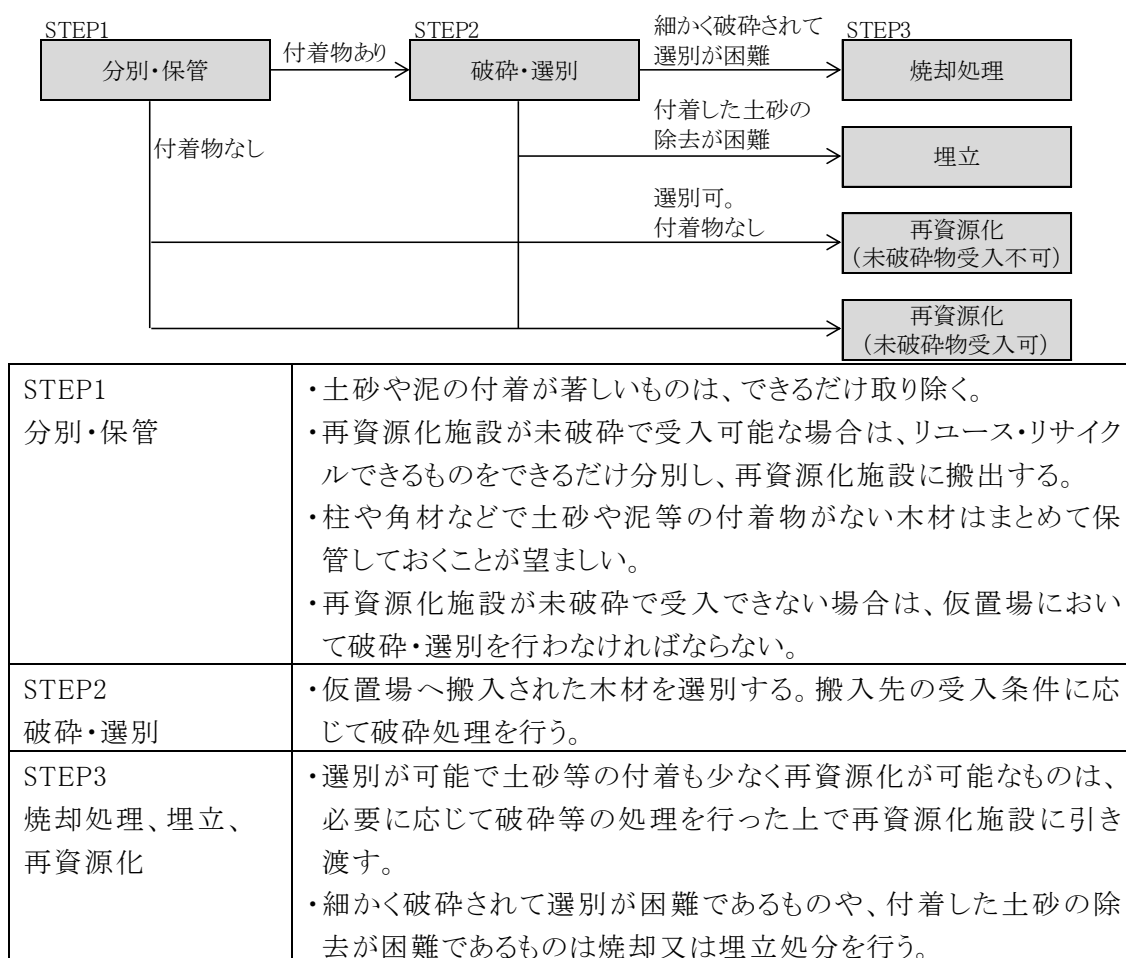 STEP1
分別・保管
付着物あり
STEP2
破砕・選別
細かく破砕されて
選別が困難
STEP3
焼却処理
付着物なし
付着した土砂の
除去が困難
埋立
選別可。
付着物なし
再資源化
（未破砕物受入不可）
再資源化
（未破砕物受入可）
STEP1
分別・保管
・土砂や泥の付着が著しいものは、できるだけ取り除く。
・再資源化施設が未破砕で受入可能な場合は、リユース・リサイク
ルできるものをできるだけ分別し、再資源化施設に搬出する。
・柱や角材などで土砂や泥等の付着物がない木材はまとめて保
管しておくことが望ましい。
・再資源化施設が未破砕で受入できない場合は、仮置場におい
て破砕・選別を行わなければならない。
STEP2
破砕・選別
・仮置場へ搬入された木材を選別する。搬入先の受入条件に応
じて破砕処理を行う。
STEP3
焼却処理、埋立、
再資源化
・選別が可能で土砂等の付着も少なく再資源化が可能なものは、
必要に応じて破砕等の処理を行った上で再資源化施設に引き
渡す。
・細かく破砕されて選別が困難であるものや、付着した土砂の除
去が困難であるものは焼却又は埋立処分を行う。